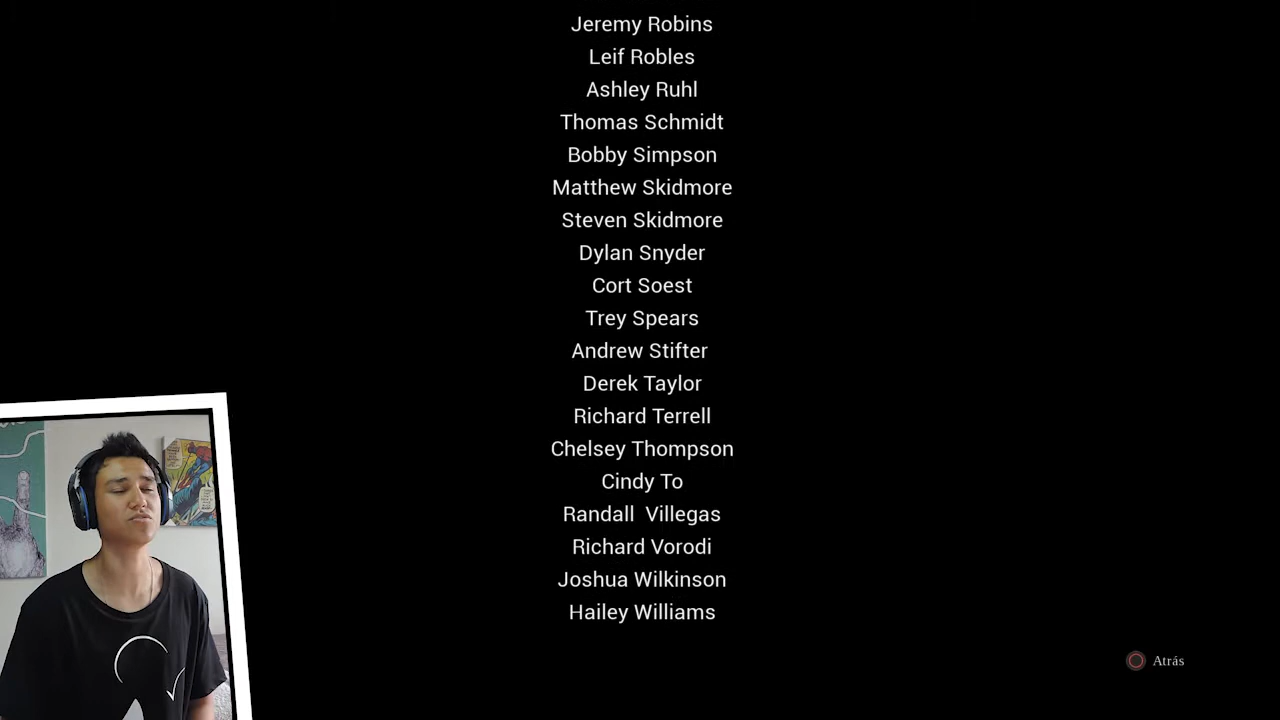 Jeremy Robins
Leif Robles
Ashley Ruhl
Thomas Schmidt
Bobby Simpson
Matthew Skidmore
Steven Skidmore
Dylan Snyder
Cort Soest
Trey Spears
Andrew Stifter
Derek Taylor
Richard Terrell
Chelsey Thompson
Cindy To
Randall Villegas
Richard Vorodi
Joshua Wilkinson
Hailey Williams
Atrás